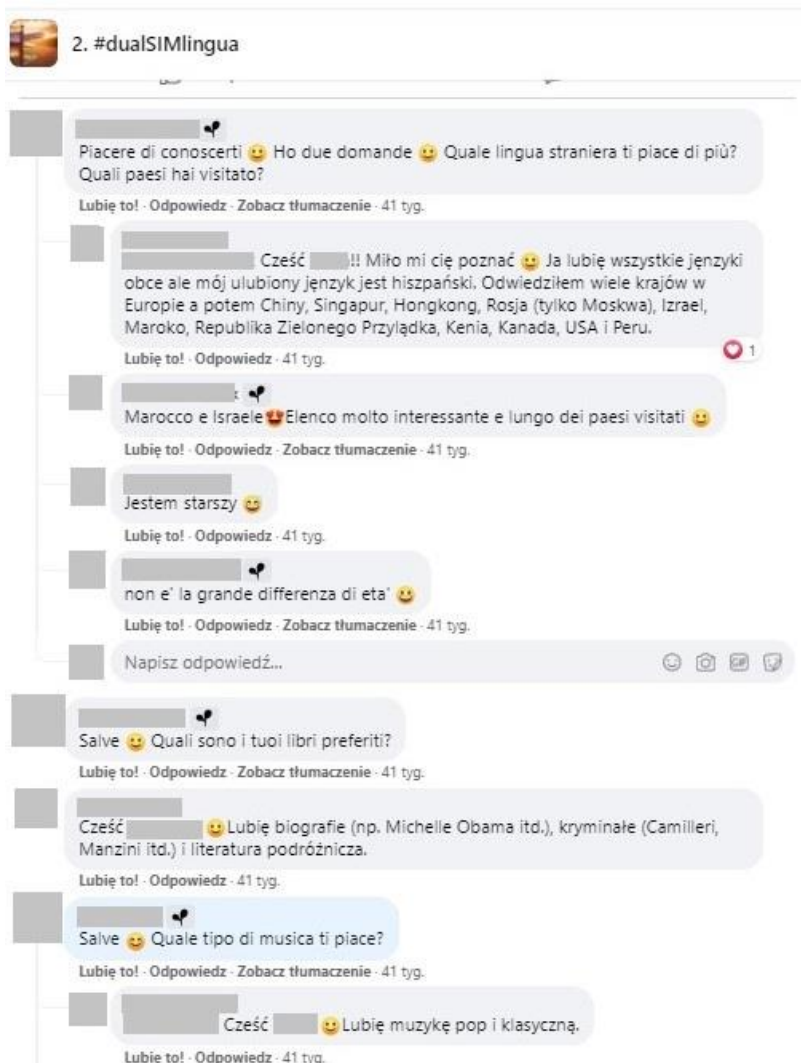 2. #dualSIMlingua
Piacere di conoscerti 😀 Ho due domande 😀 Quale lingua straniera ti piace di più?
Quali paesi hai visitato?
Lubię to! · Odpowiedz · Zobacz tłumaczenie · 41 tyg.
Cześć !! Miło mi cię poznać 😀 Ja lubię wszystkie jenzyki
obce ale mój ulubiony jenzyk jest hiszpański. Odwiedziłem wiele krajów w
Europie a potem Chiny, Singapur, Hongkong, Rosja (tylko Moskwa), Izrael,
Maroko, Republika Zielonego Przylądka, Kenia, Kanada, USA i Peru.
1
Lubię to! · Odpowiedz · 41 tyg.
Marocco e Israele🤩Elenco molto interessante e lungo dei paesi visitati 😀
Lubię to! · Odpowiedz · Zobacz tłumaczenie · 41 tyg.
Jestem starszy 😄
Lubię to! · Odpowiedz · 41 tyg.
non e' la grande differenza di eta' 😀
Lubię to! · Odpowiedz · Zobacz tłumaczenie · 41 tyg.
Napisz odpowiedź...
GIF
Salve 😀 Quali sono i tuoi libri preferiti?
Lubię to! · Odpowiedz · Zobacz tłumaczenie · 41 tyg.
Cześć 😀Lubię biografie (np. Michelle Obama itd.), kryminałe (Camilleri,
Manzini itd.) i literatura podróżnicza.
Lubię to! · Odpowiedz · 41 tyg.
Salve 😊 Quale tipo di musica ti piace?
Lubię to! · Odpowiedz · Zobacz tłumaczenie · 41 tyg.
Cześć 😀Lubię muzykę pop i klasyczną.
Lubię to! · Odpowiedz · 41 tyg.